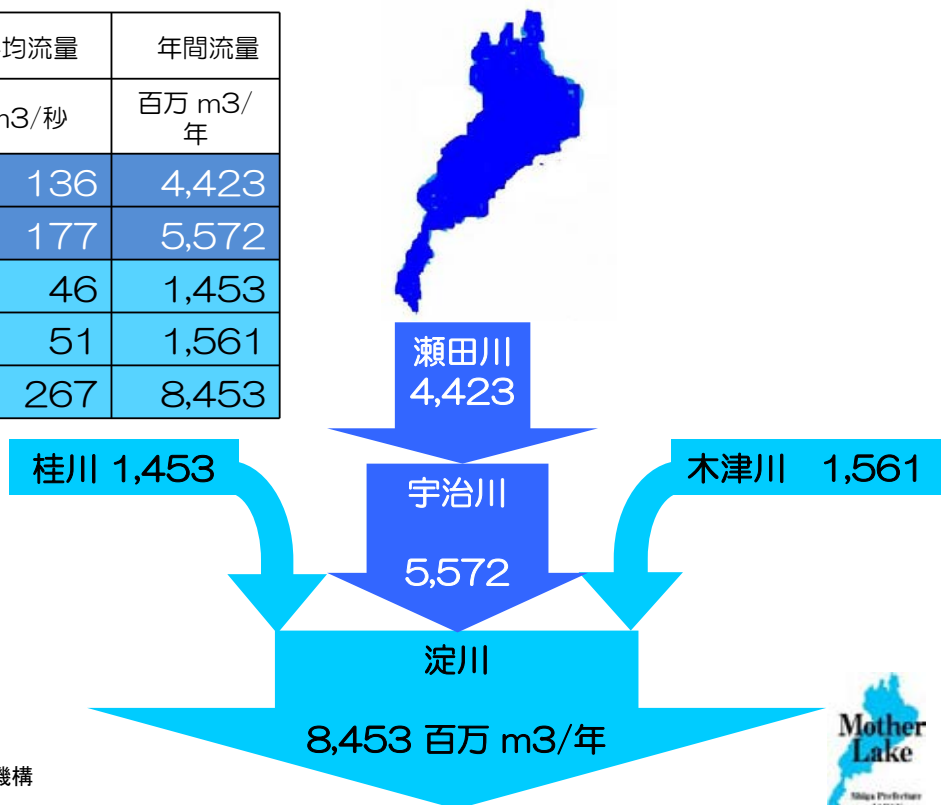 均流量 年間流量
m3/秒 百万 m3/
年
136 4,423
177 5,572
46 1,453
51 1,561
267 8,453
瀬田川
4,423
桂川 1,453
木津川 1,561
宇治川
5,572
淀川
8,453 百万 m3/年
機構
Mother
Lake
Shiga Prefecture